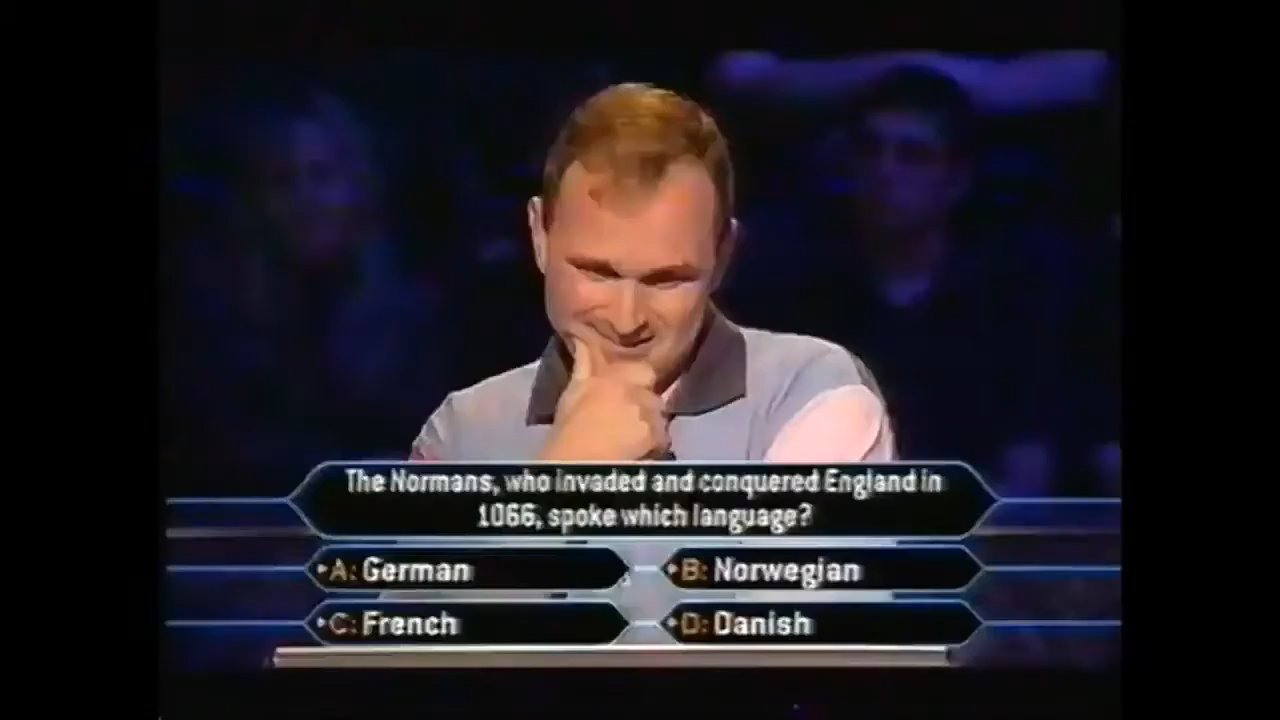 The Normans, who invaded and conquered England in
1066, spoke which language?
A: German
B: Norwegian
C: French
D: Danish